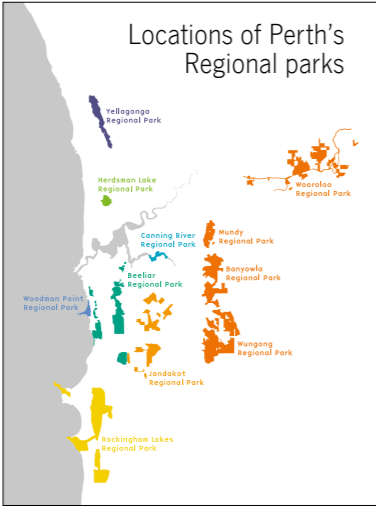 Locations of Perth's
Regional parks
Yellagonga
Regional Park
Herdsman Lake
Regional Park
Wooroloo
Regional Park
Canning River
Regional Park
Mundy
Regional Park
Beeliar
Regional Park
Banyowla
Regional Park
Woodman Point
Regional Park
Wungong
Regional Park
Jandakot
Regional Park
Rockingham Lakes
Regional Park